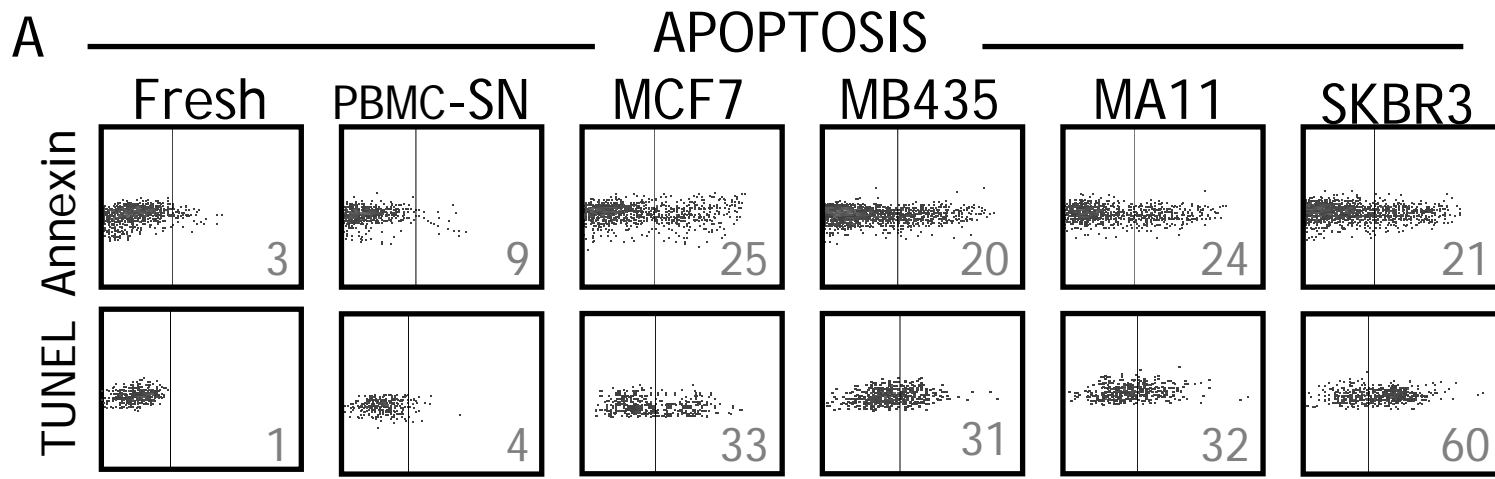 A APOPTOSIS
Fresh PBMC-SN MCF7 MB435 MA11 SKBR3
Annexin 3 9 25 20 24 21
TUNEL 1 4 33 31 32 60